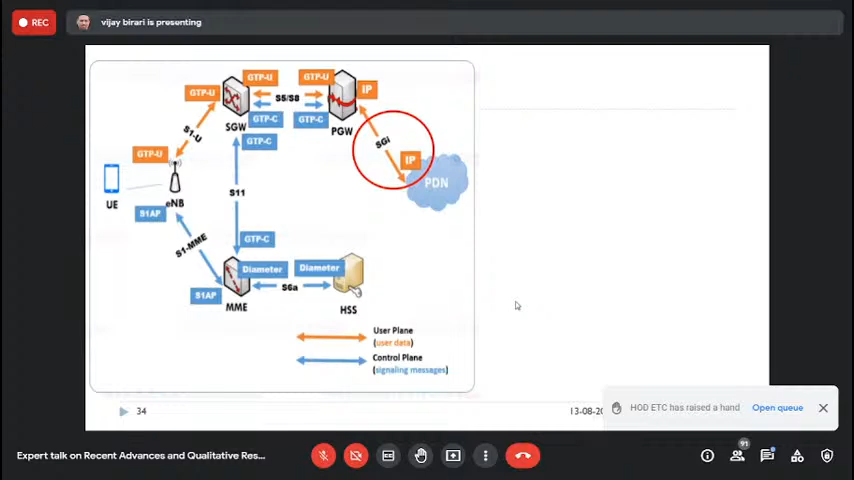 REC
vijay birari is presenting
GTP-U
GTP-U
IP
GTP-U
S5/S8
GTP-C
GTP-C
SGW
GTP-C
PGW
SGi
S1-U
GTP-U
IP
PDN
UE
eNB
S11
S1AP
S1-MME
GTP-C
Diameter
Diameter
S6a
S1AP
MME
HSS
User Plane
(user data)
Control Plane
(signaling messages)
34
13-08-20
HOD ETC has raised a hand
Open queue
91
Expert talk on Recent Advances and Qualitative Res...